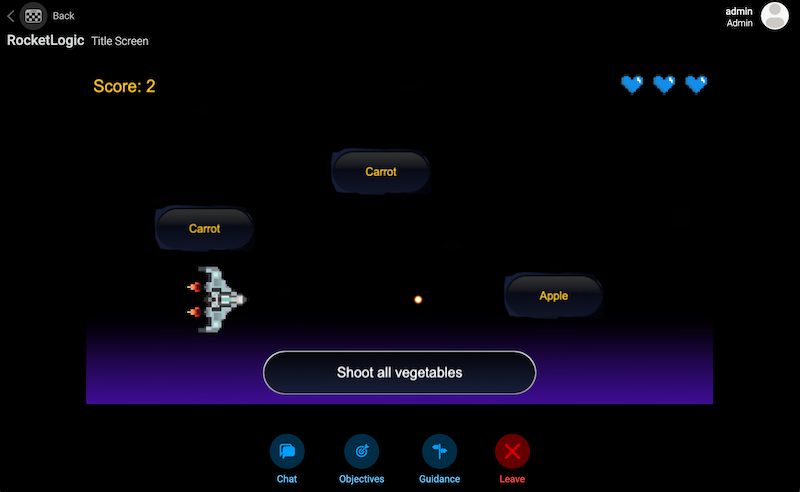 Back
admin
Admin
RocketLogic Title Screen
Score: 2
Carrot
Carrot
Apple
Shoot all vegetables
Chat Objectives Guidance Leave